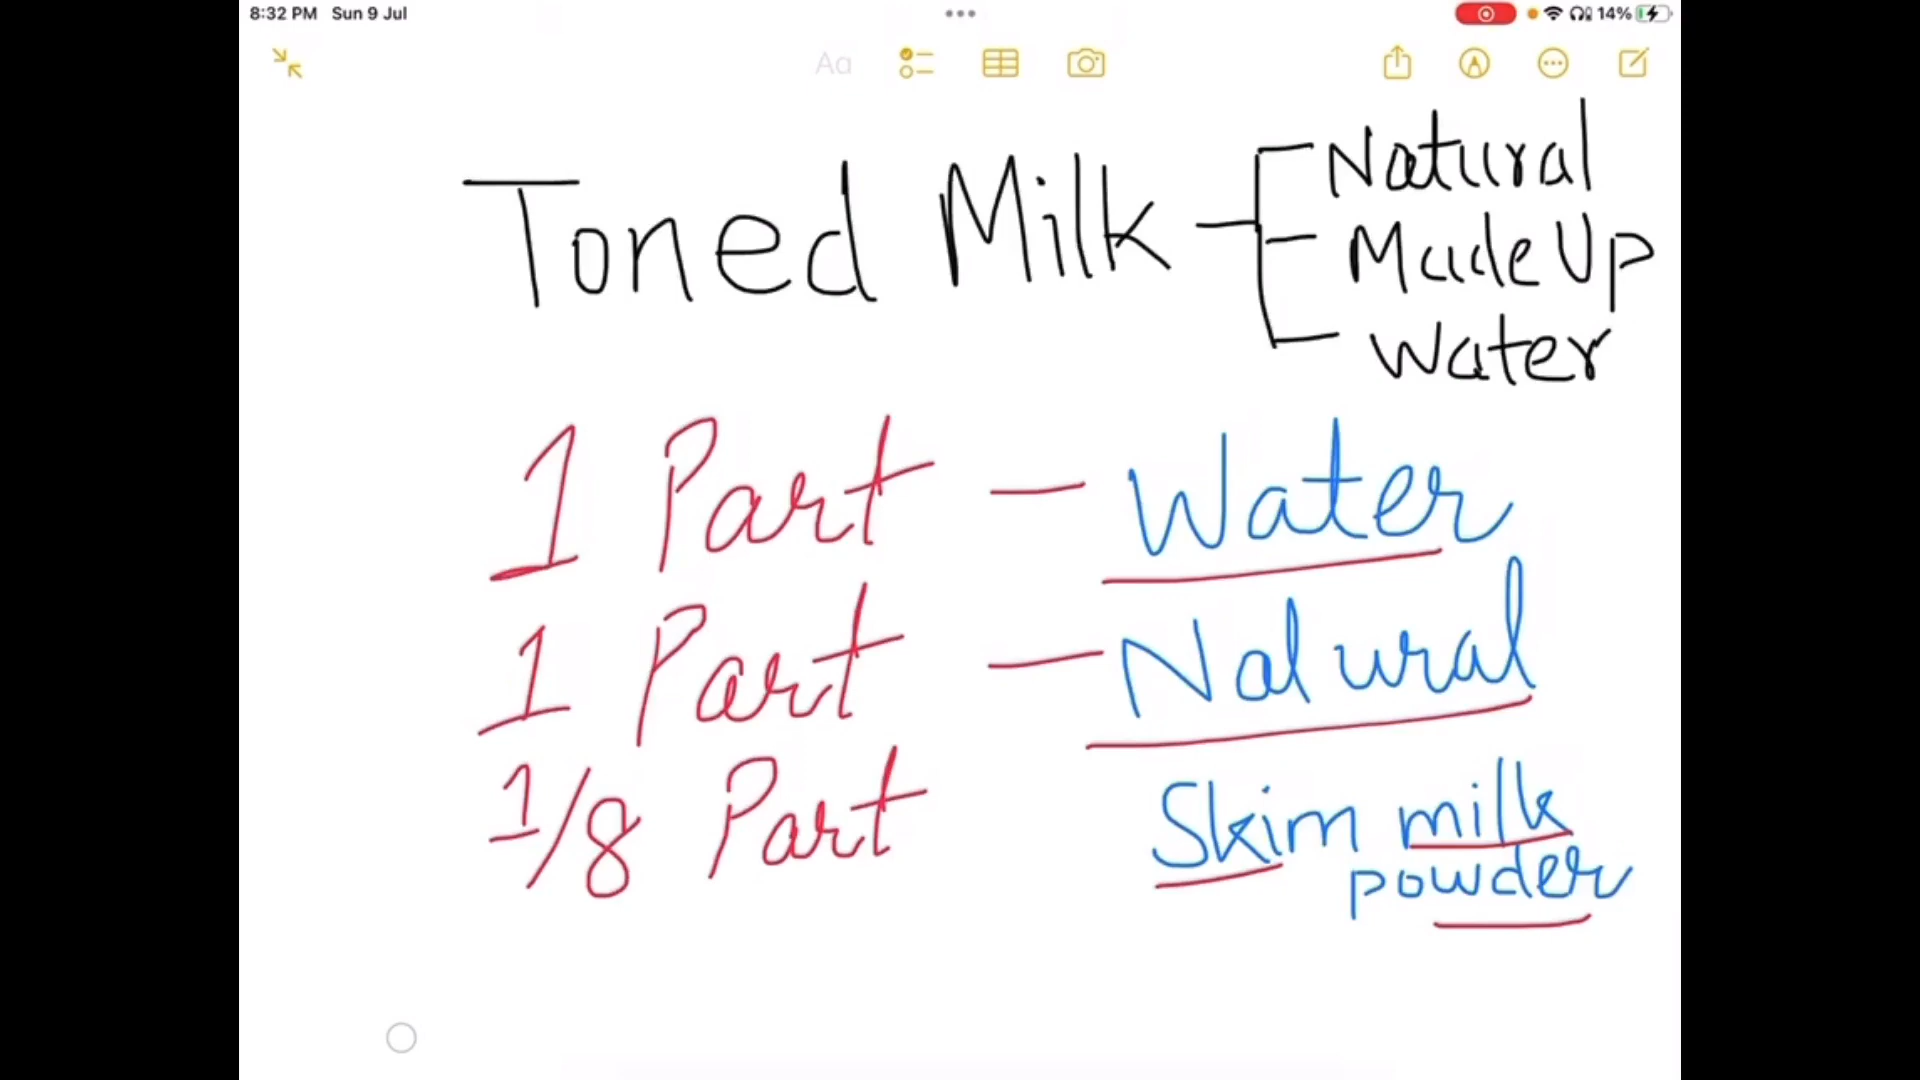 8:32 PM Sun 9 Jul 14%
Aa
Toned Milk - Natural
Made Up
Water
1 Part - Water
1 Part - Natural
1/8 Part Skim milk
powder